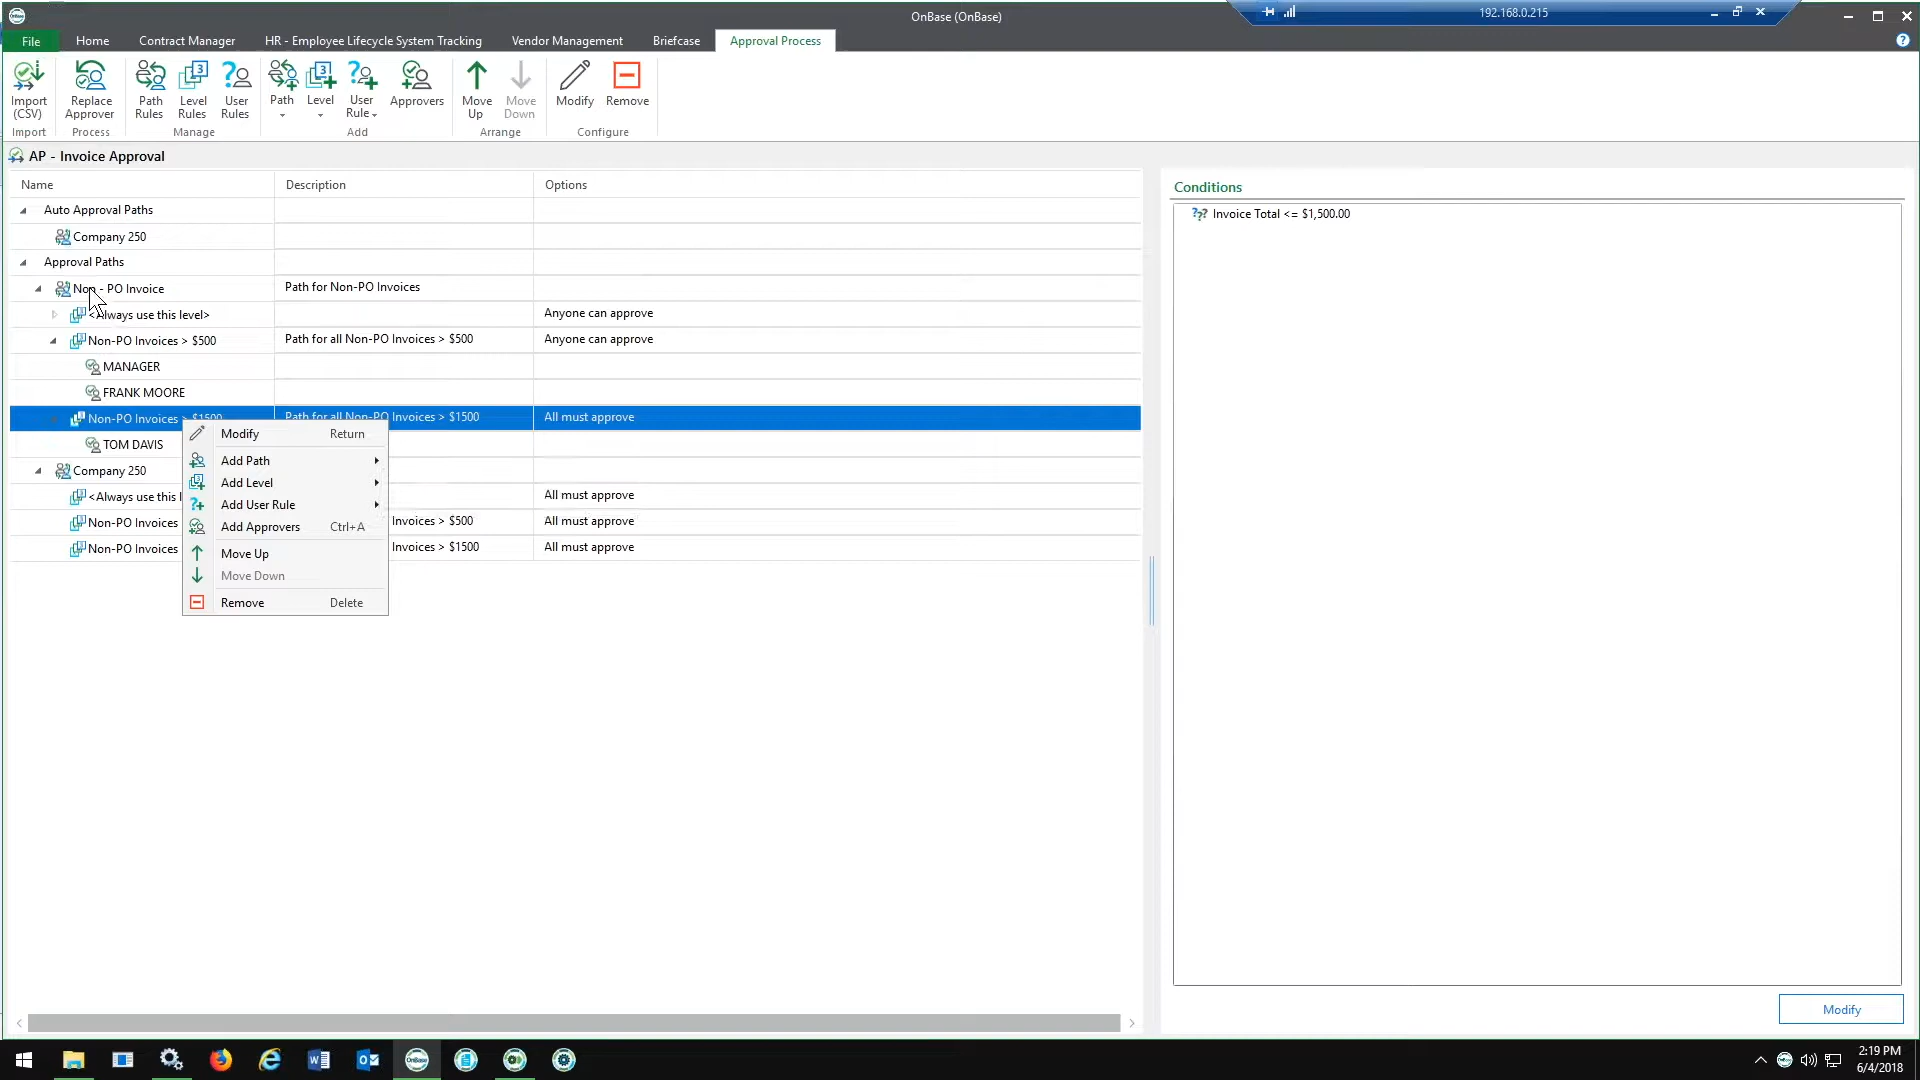 OnBase (OnBase)
192.168.0.215
File Home Contract Manager HR - Employee Lifecycle System Tracking Vendor Management Briefcase Approval Process
Import (CSV)
Replace Approver
Path Rules
Level Rules
User Rules
Path
Level
User Rule
Approvers
Move Up
Move Down
Modify
Remove
Import Process Manage Add Arrange Configure
AP - Invoice Approval
Name Description Options
Auto Approval Paths
Company 250
Approval Paths
Non - PO Invoice Path for Non-PO Invoices
<Always use this level> Anyone can approve
Non-PO Invoices > $500 Path for all Non-PO Invoices > $500 Anyone can approve
MANAGER
FRANK MOORE
Non-PO Invoices > $1500 Path for all Non-PO Invoices > $1500 All must approve
TOM DAVIS
Company 250
<Always use this l All must approve
Non-PO Invoices Invoices > $500 All must approve
Non-PO Invoices Invoices > $1500 All must approve
Modify Return
Add Path
Add Level
Add User Rule
Add Approvers Ctrl+A
Move Up
Move Down
Remove Delete
Conditions
??? Invoice Total <= $1,500.00
Modify
OnBase
2:19 PM
6/4/2018